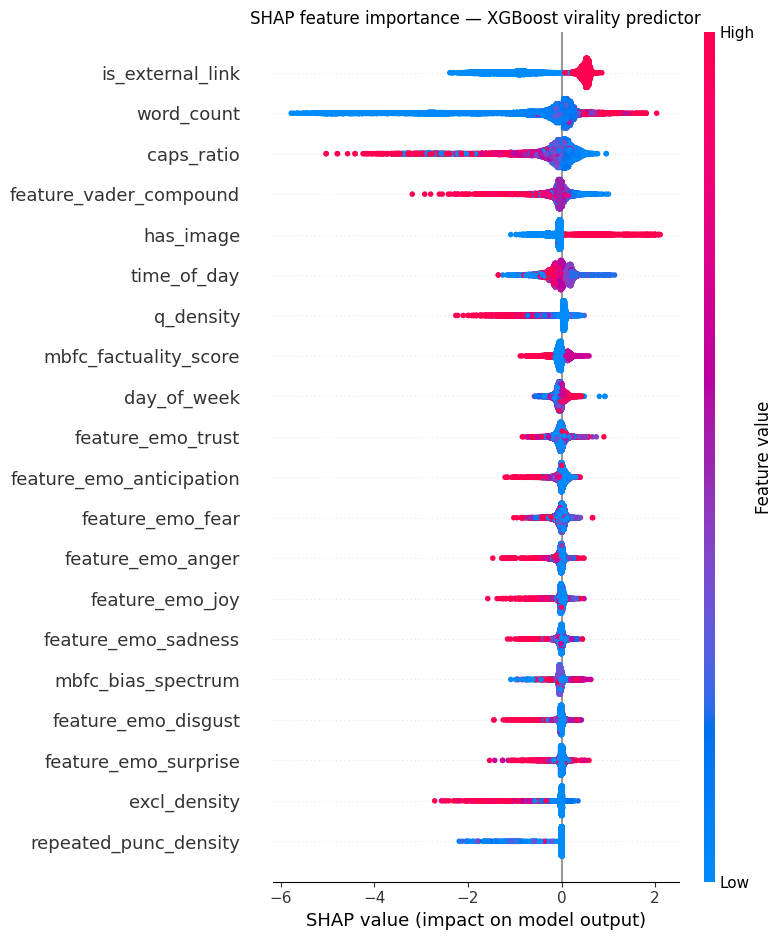 SHAP feature importance — XGBoost virality predictor
High
is_external_link
word_count
caps_ratio
feature_vader_compound
has_image
time_of_day
q_density
mbfc_factuality_score
day_of_week
feature_emo_trust
feature_emo_anticipation
feature_emo_fear
feature_emo_anger
feature_emo_joy
feature_emo_sadness
mbfc_bias_spectrum
feature_emo_disgust
feature_emo_surprise
excl_density
repeated_punc_density
Feature value
Low
−6 −4 −2 0 2
SHAP value (impact on model output)